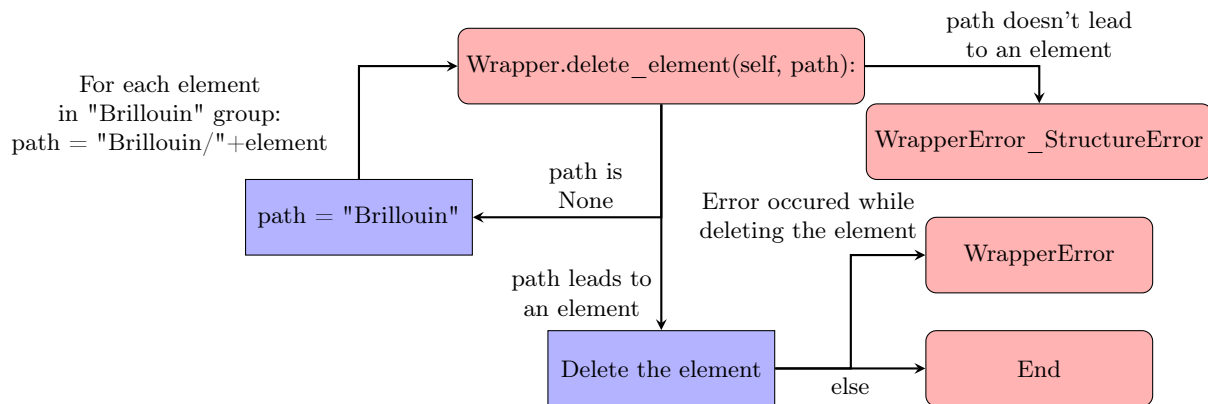 path doesn't lead
to an element
Wrapper.delete_element(self, path):
For each element
in "Brillouin" group:
path = "Brillouin/"+element
WrapperError_StructureError
path is
None
path = "Brillouin"
Error occured while
deleting the element
WrapperError
path leads to
an element
Delete the element
else
End